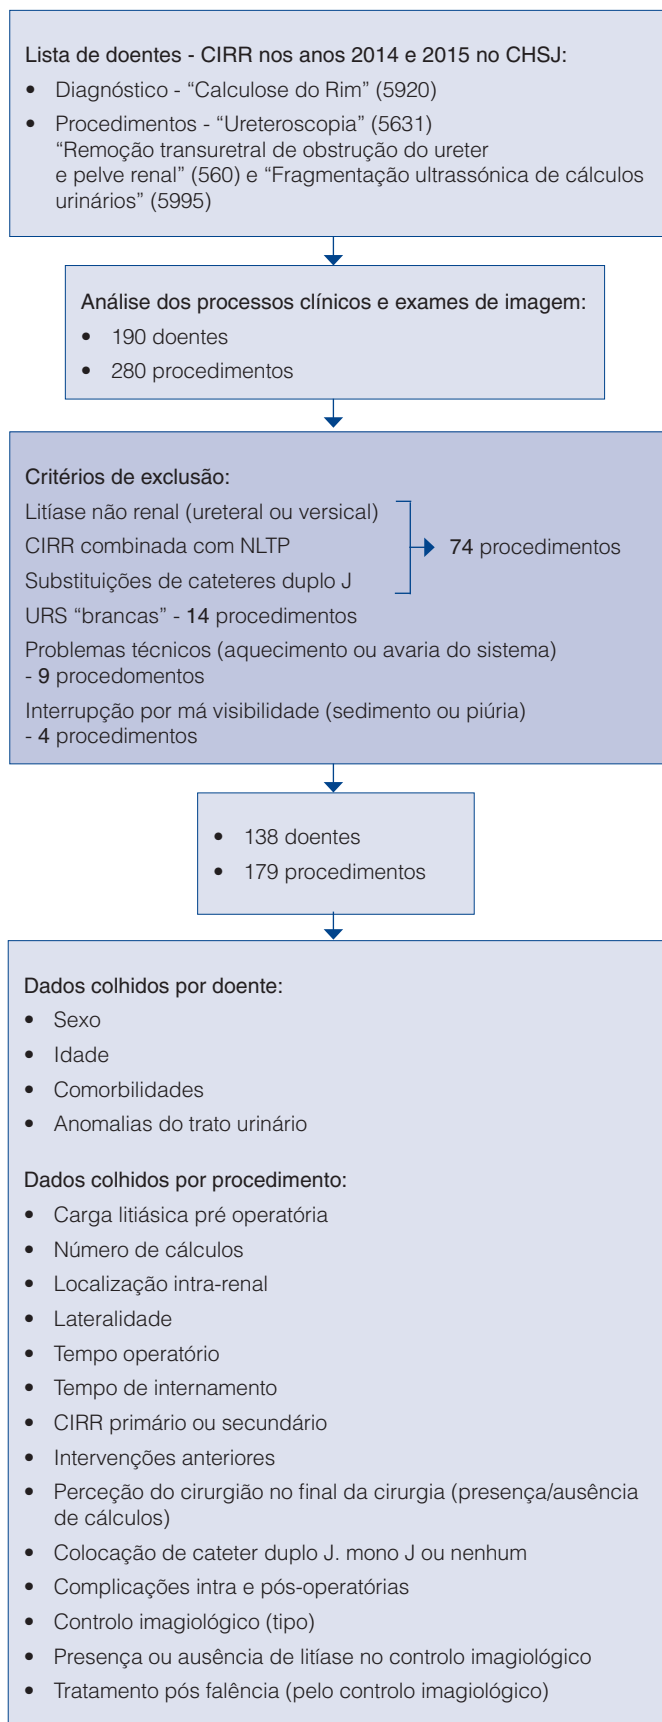 Lista de doentes - CIRR nos anos 2014 e 2015 no CHSJ:
• Diagnóstico - “Calculose do Rim” (5920)
• Procedimentos - “Ureteroscopia” (5631)
“Remoção transuretral de obstrução do ureter
e pelve renal” (560) e “Fragmentação ultrassónica de cálculos
urinários” (5995)
Análise dos processos clínicos e exames de imagem:
• 190 doentes
• 280 procedimentos
Critérios de exclusão:
Litíase não renal (ureteral ou versical)
CIRR combinada com NLTP
Substituições de cateteres duplo J
74 procedimentos
URS “brancas” - 14 procedimentos
Problemas técnicos (aquecimento ou avaria do sistema)
- 9 procedomentos
Interrupção por má visibilidade (sedimento ou piúria)
- 4 procedimentos
• 138 doentes
• 179 procedimentos
Dados colhidos por doente:
• Sexo
• Idade
• Comorbilidades
• Anomalias do trato urinário
Dados colhidos por procedimento:
• Carga litiásica pré operatória
• Número de cálculos
• Localização intra-renal
• Lateralidade
• Tempo operatório
• Tempo de internamento
• CIRR primário ou secundário
• Intervenções anteriores
• Perceção do cirurgião no final da cirurgia (presença/ausência
de cálculos)
• Colocação de cateter duplo J. mono J ou nenhum
• Complicações intra e pós-operatórias
• Controlo imagiológico (tipo)
• Presença ou ausência de litíase no controlo imagiológico
• Tratamento pós falência (pelo controlo imagiológico)